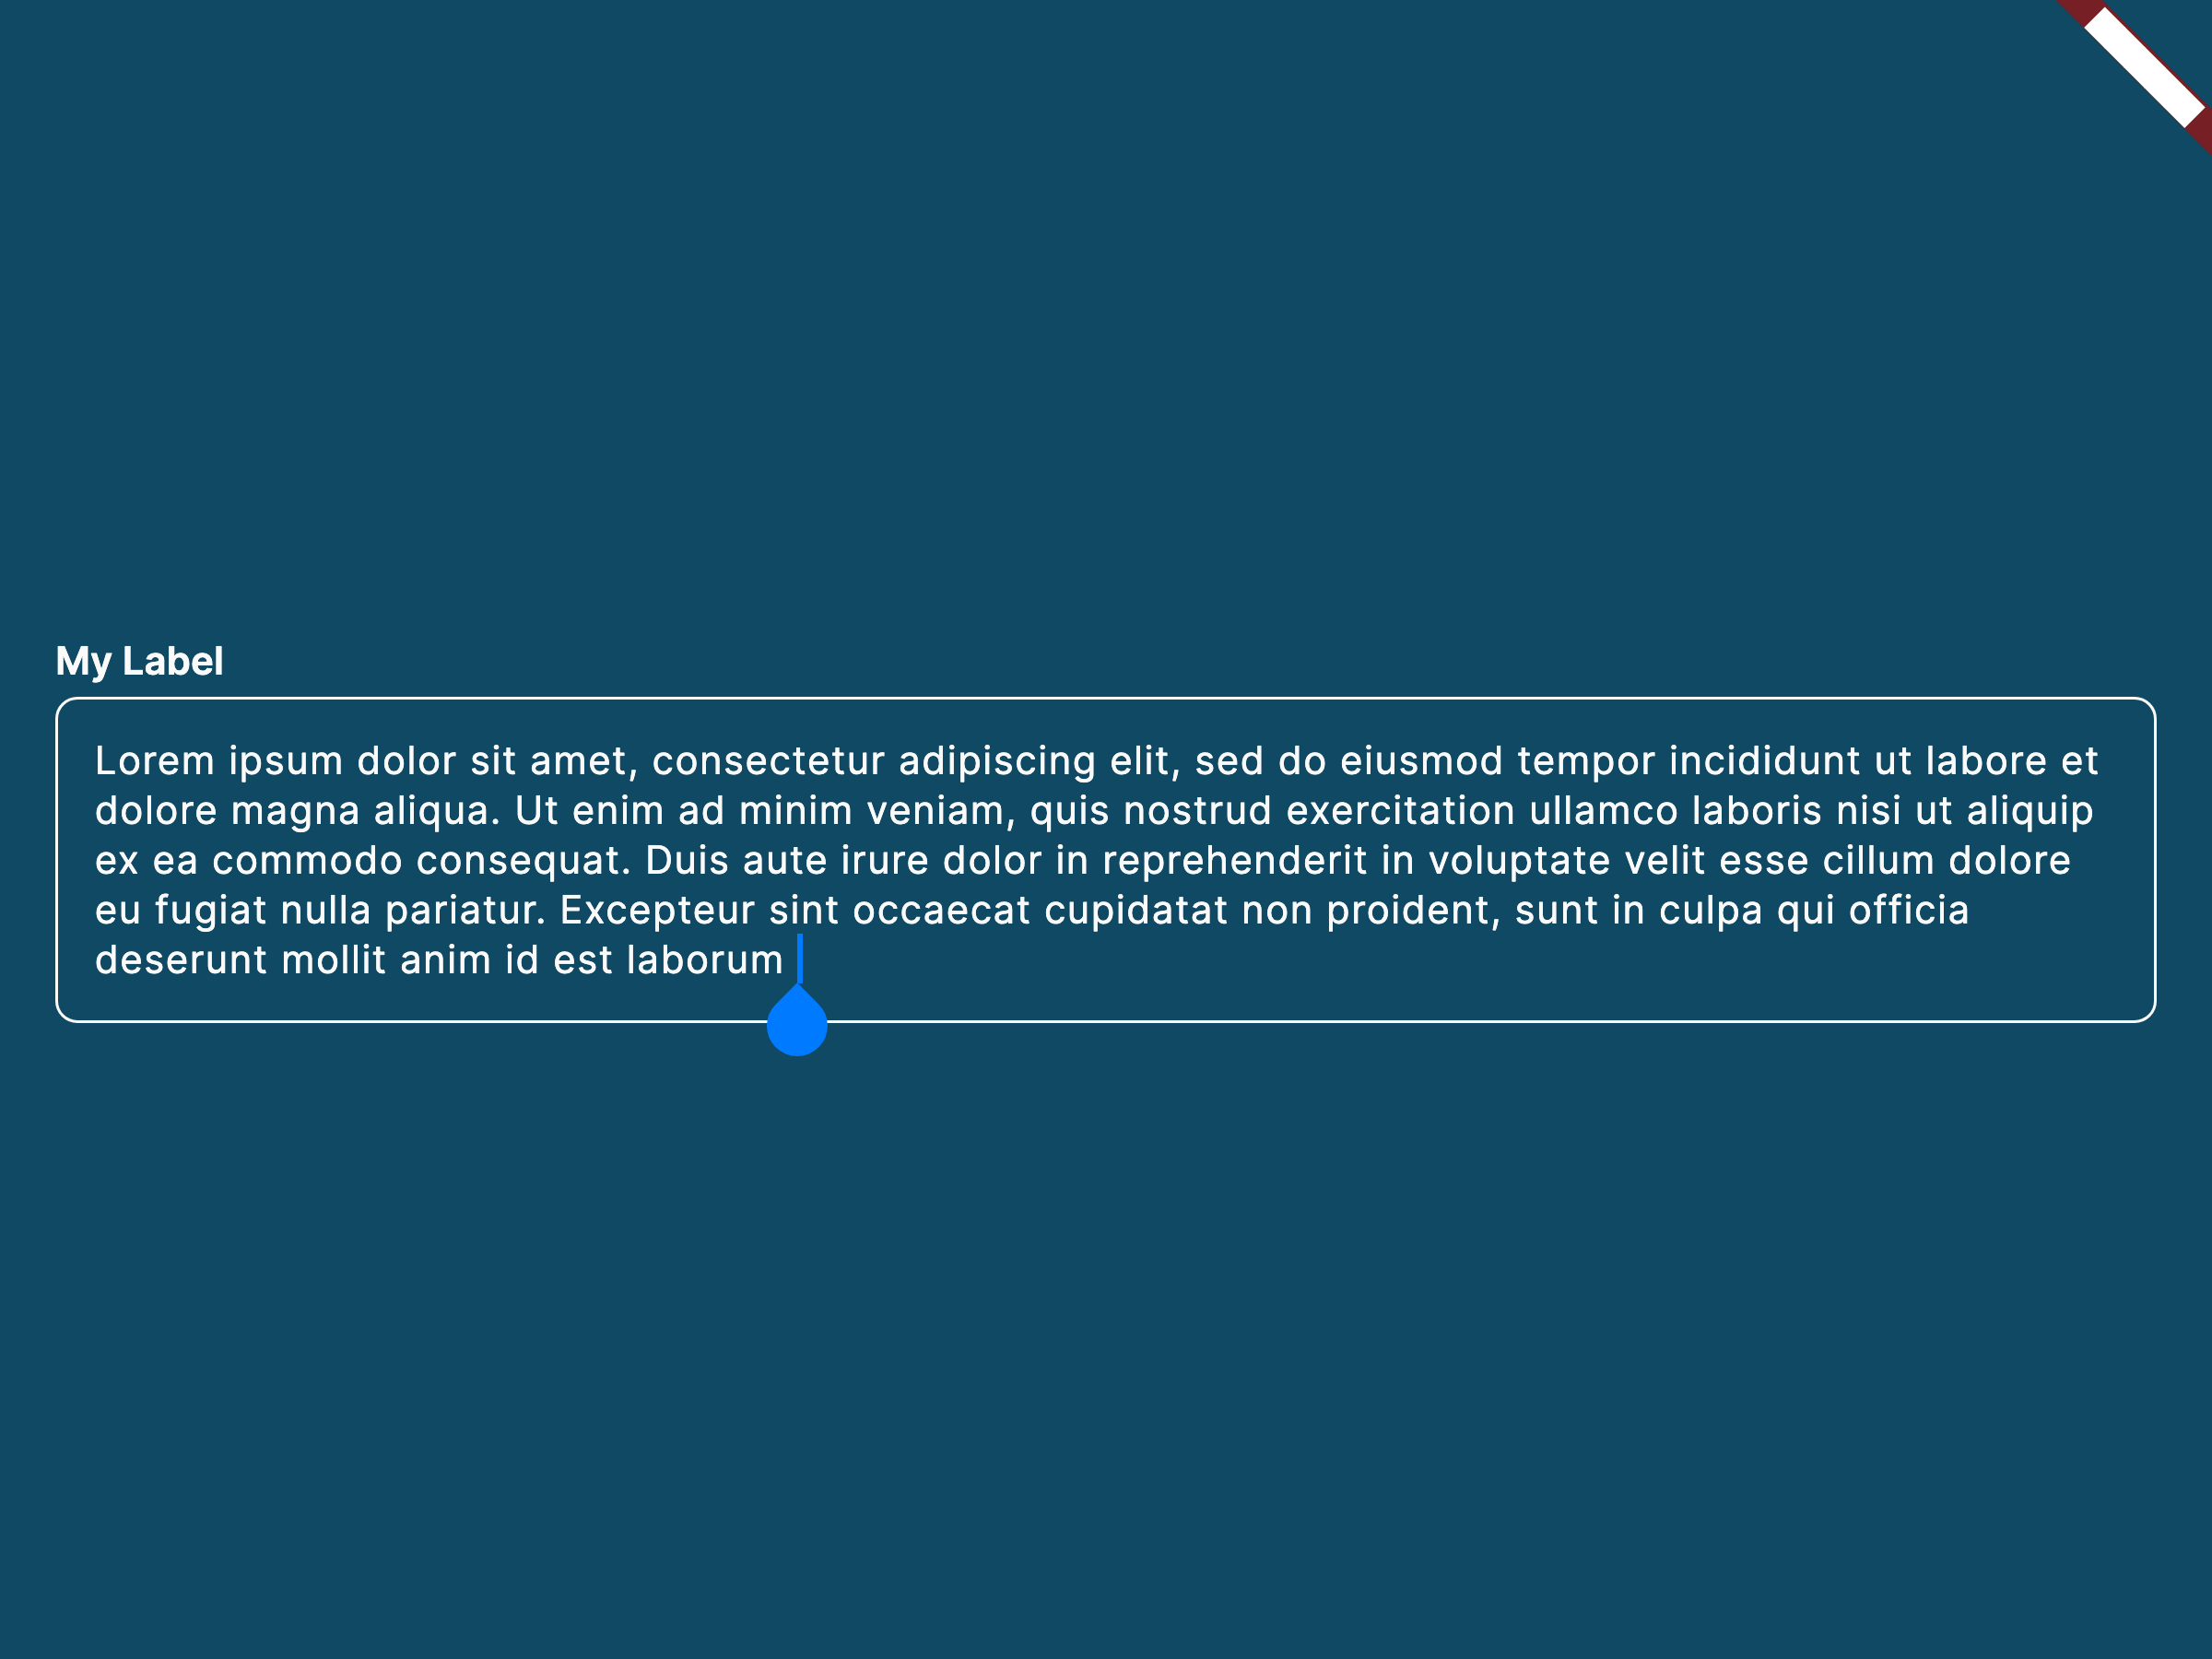 My Label
Lorem ipsum dolor sit amet, consectetur adipiscing elit, sed do eiusmod tempor incididunt ut labore et
dolore magna aliqua. Ut enim ad minim veniam, quis nostrud exercitation ullamco laboris nisi ut aliquip
ex ea commodo consequat. Duis aute irure dolor in reprehenderit in voluptate velit esse cillum dolore
eu fugiat nulla pariatur. Excepteur sint occaecat cupidatat non proident, sunt in culpa qui officia
deserunt mollit anim id est laborum